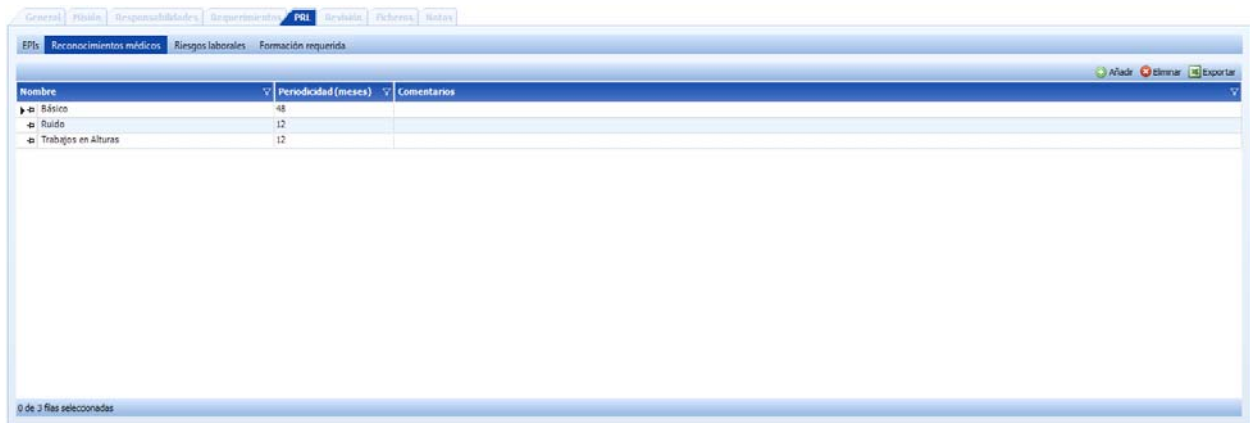 General Misión Responsabilidades Requerimientos PRL Revisión Ficheros Notas
EPIs Reconocimientos médicos Riesgos laborales Formación requerida
Añadir Eliminar Exportar
Nombre Periodicidad (meses) Comentarios
Básico 48
Ruido 12
Trabajos en Alturas 12
0 de 3 filas seleccionadas